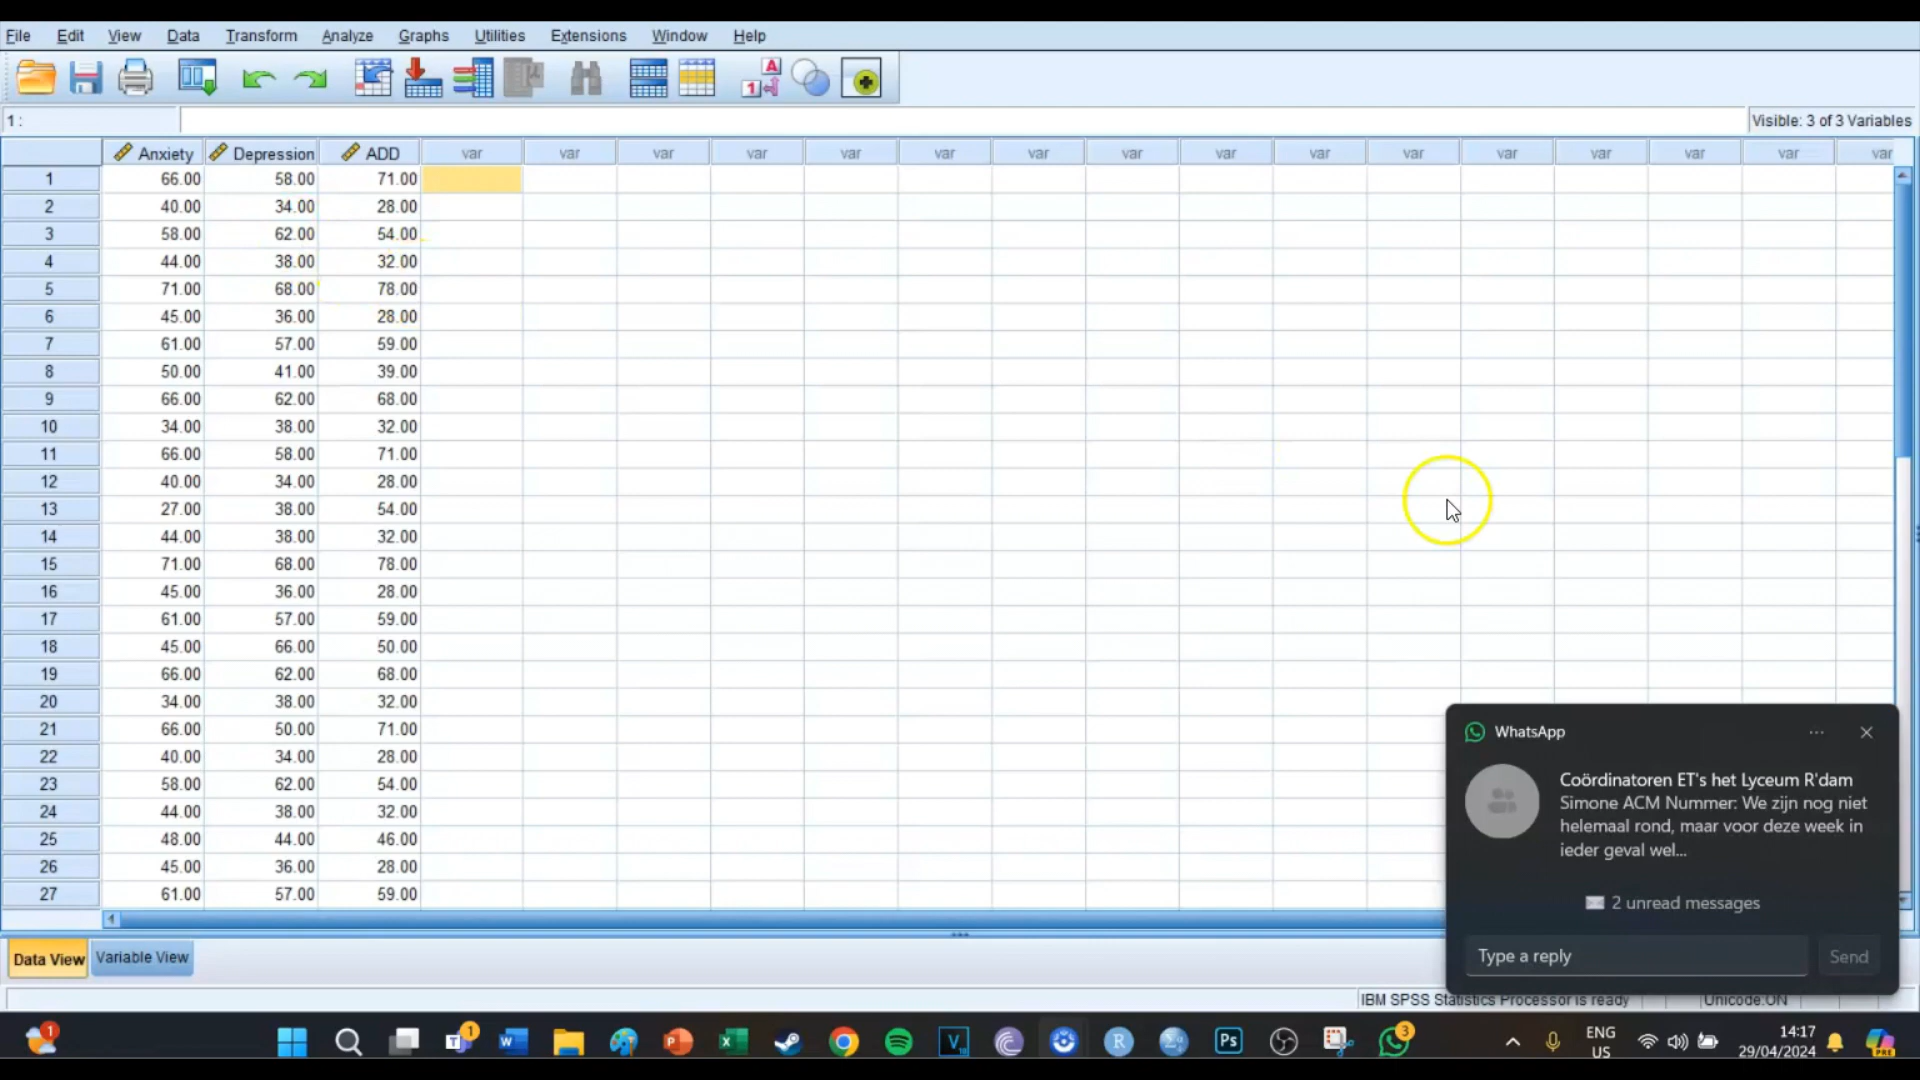 File Edit View Data Transform Analyze Graphs Utilities Extensions Window Help
1 :
Visible: 3 of 3 Variables
Anxiety Depression ADD var var var var var var var var var var var var var var var var
1 66.00 58.00 71.00
2 40.00 34.00 28.00
3 58.00 62.00 54.00
4 44.00 38.00 32.00
5 71.00 68.00 78.00
6 45.00 36.00 28.00
7 61.00 57.00 59.00
8 50.00 41.00 39.00
9 66.00 62.00 68.00
10 34.00 38.00 32.00
11 66.00 58.00 71.00
12 40.00 34.00 28.00
13 27.00 38.00 54.00
14 44.00 38.00 32.00
15 71.00 68.00 78.00
16 45.00 36.00 28.00
17 61.00 57.00 59.00
18 45.00 66.00 50.00
19 66.00 62.00 68.00
20 34.00 38.00 32.00
21 66.00 50.00 71.00
22 40.00 34.00 28.00
23 58.00 62.00 54.00
24 44.00 38.00 32.00
25 48.00 44.00 46.00
26 45.00 36.00 28.00
27 61.00 57.00 59.00
WhatsApp
Coördinatoren ET's het Lyceum R'dam
Simone ACM Nummer: We zijn nog niet
helemaal rond, maar voor deze week in
ieder geval wel...
2 unread messages
Type a reply
Send
Data View Variable View
IBM SPSS Statistics Processor is ready Unicode:ON
ENG
US
14:17
29/04/2024